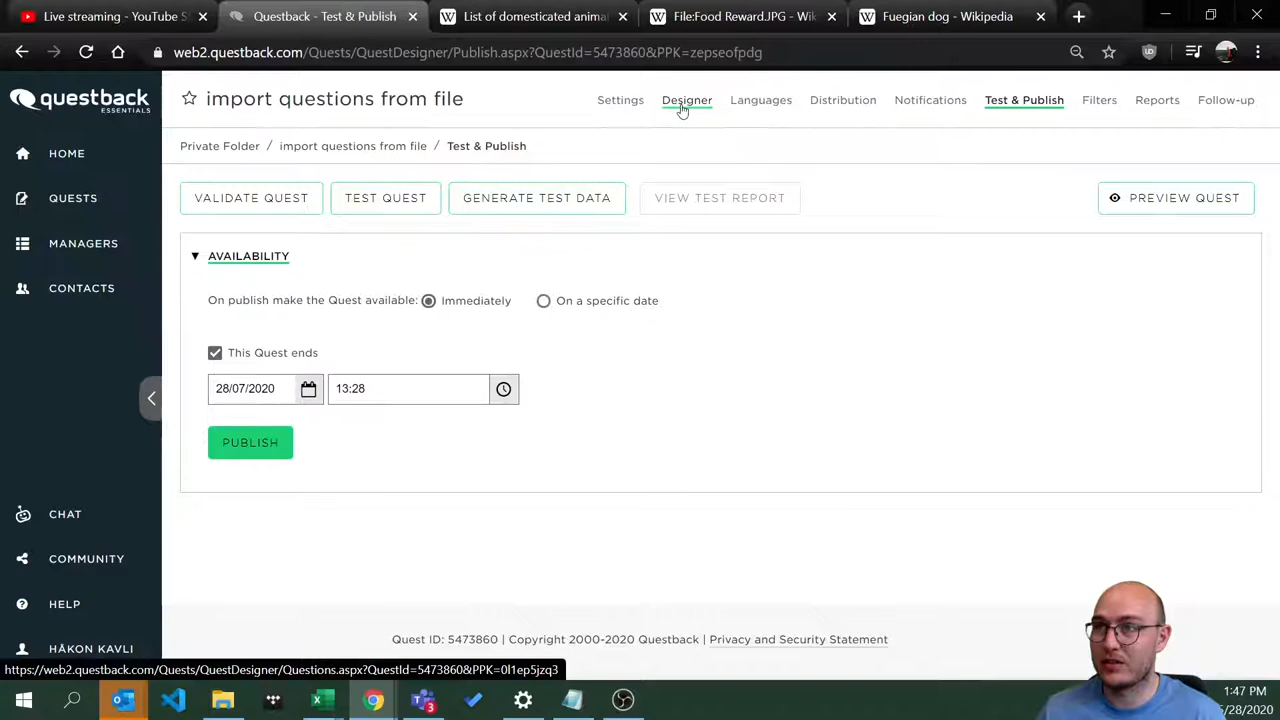 Live streaming - YouTube S
Questback - Test & Publish
List of domesticated anima
File:Food Reward.JPG - Wik
Fuegian dog - Wikipedia
web2.questback.com/Quests/QuestDesigner/Publish.aspx?QuestId=5473860&PPK=zepseofpdg
questback
ESSENTIALS
import questions from file
Settings
Designer
Languages
Distribution
Notifications
Test & Publish
Filters
Reports
Follow-up
HOME
Private Folder / import questions from file / Test & Publish
QUESTS
VALIDATE QUEST
TEST QUEST
GENERATE TEST DATA
VIEW TEST REPORT
PREVIEW QUEST
MANAGERS
AVAILABILITY
CONTACTS
On publish make the Quest available: Immediately On a specific date
This Quest ends
28/07/2020
13:28
PUBLISH
CHAT
COMMUNITY
HELP
HÅKON KAVLI
Quest ID: 5473860 | Copyright 2000-2020 Questback | Privacy and Security Statement
https://web2.questback.com/Quests/QuestDesigner/Questions.aspx?QuestId=5473860&PPK=0l1ep5jzq3
3
1:47 PM
/28/2020